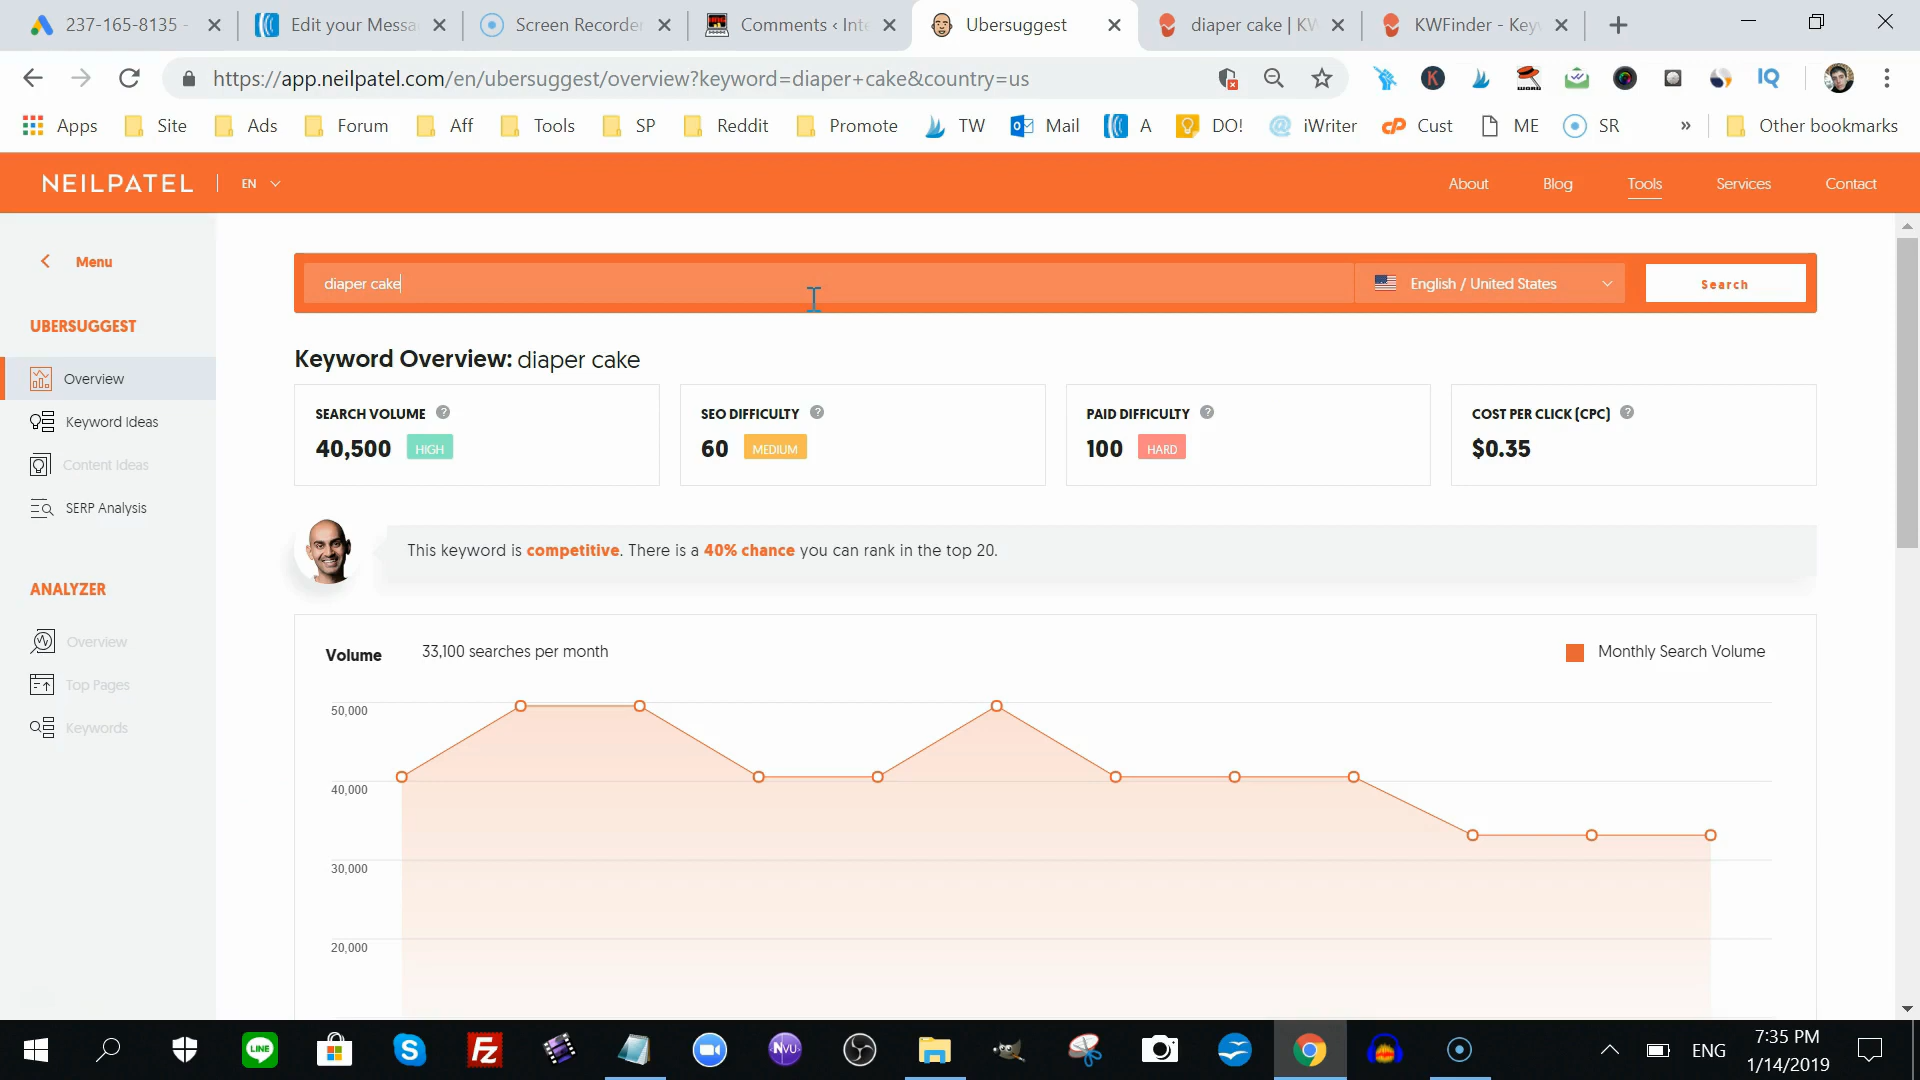 237-165-8135 -
Edit your Messa
Screen Recorder
Comments ‹ Inte
Ubersuggest
diaper cake | KW
KWFinder - Keyw
https://app.neilpatel.com/en/ubersuggest/overview?keyword=diaper+cake&country=us
Apps
Site
Ads
Forum
Aff
Tools
SP
Reddit
Promote
TW
Mail
A
DO!
iWriter
Cust
ME
SR
»
Other bookmarks
NEILPATEL
EN
About
Blog
Tools
Services
Contact
Menu
diaper cake
English / United States
Search
UBERSUGGEST
Overview
Keyword Ideas
Content Ideas
SERP Analysis
ANALYZER
Overview
Top Pages
Keywords
Keyword Overview: diaper cake
SEARCH VOLUME ?
40,500 HIGH
SEO DIFFICULTY ?
60 MEDIUM
PAID DIFFICULTY ?
100 HARD
COST PER CLICK (CPC) ?
$0.35
This keyword is competitive. There is a 40% chance you can rank in the top 20.
Volume 33,100 searches per month
Monthly Search Volume
50,000
40,000
30,000
20,000
LINE
ENG
7:35 PM
1/14/2019